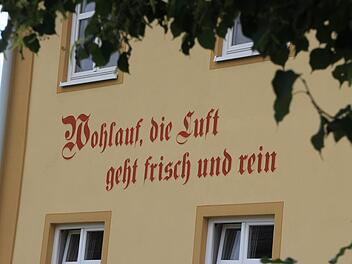 Wohlauf, die Luft
geht frisch und rein